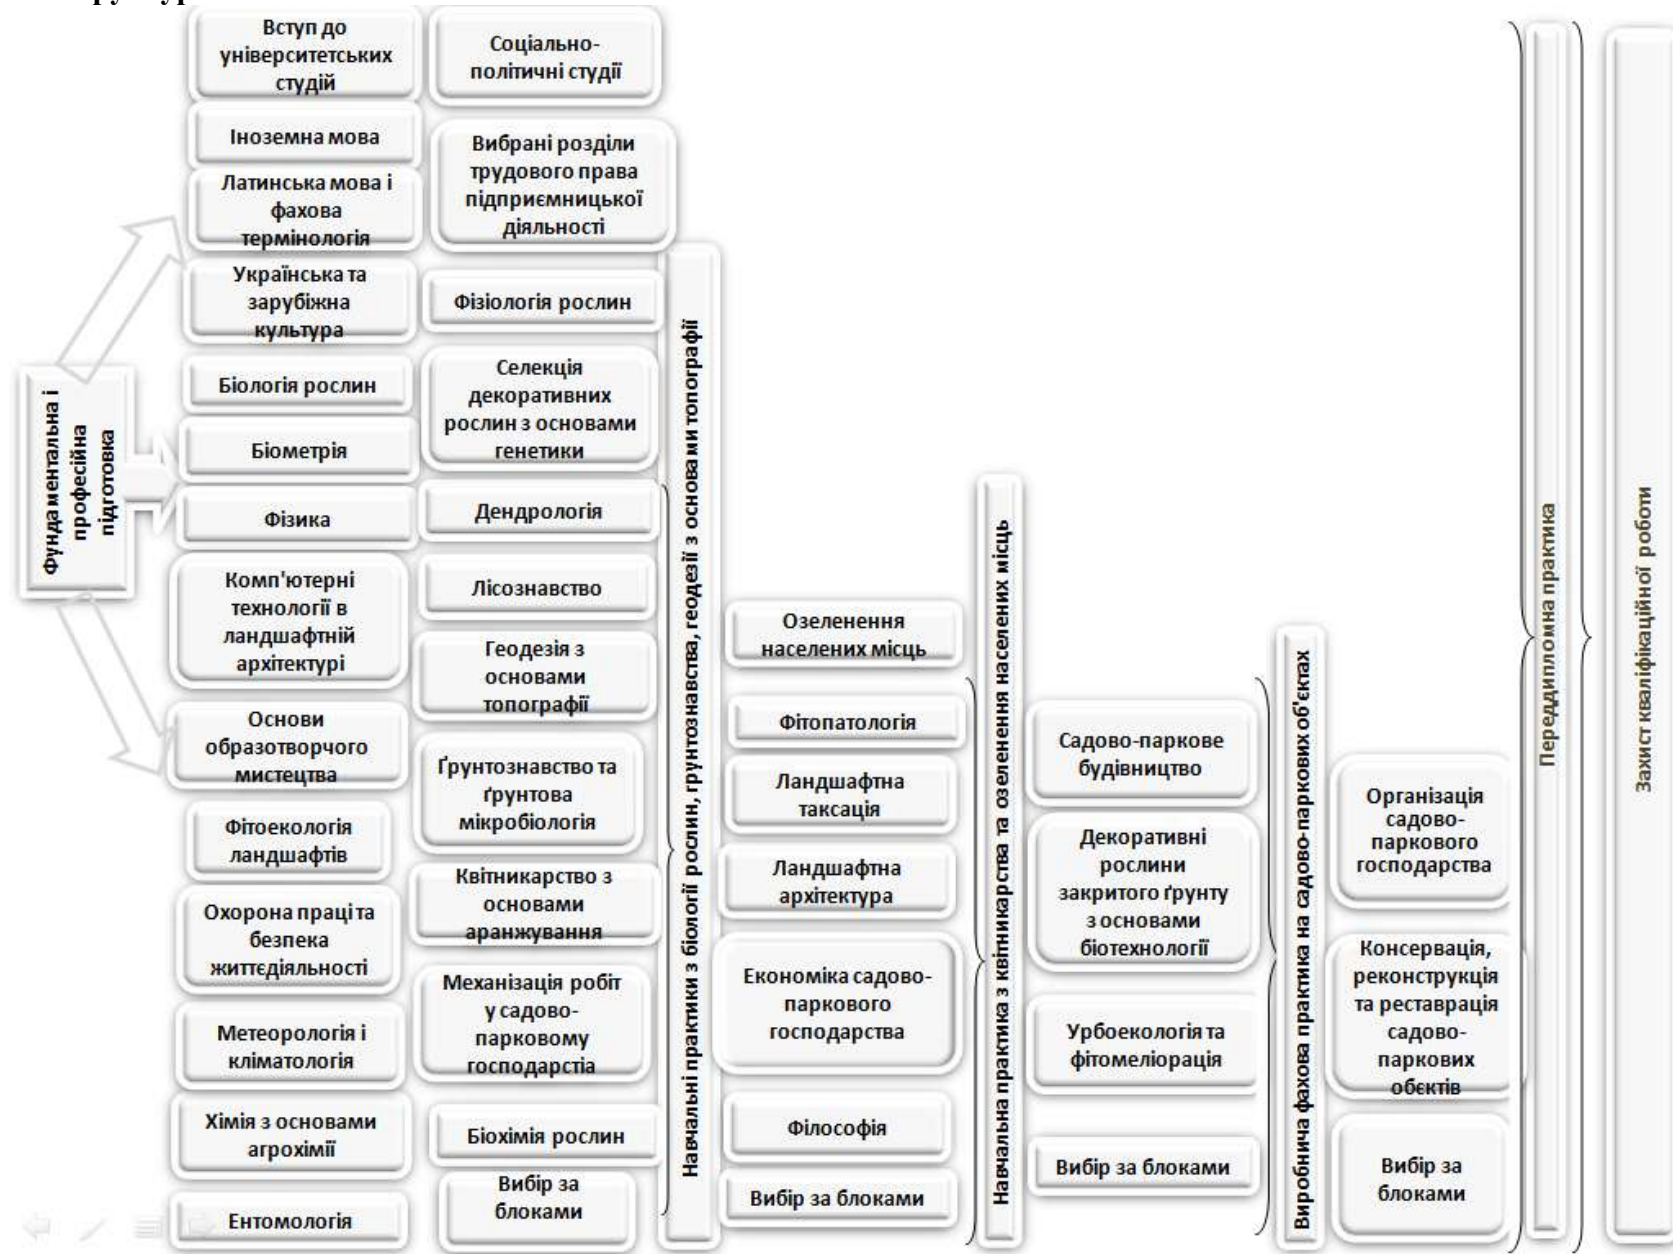 Фундаментальна і
професійна
підготовка
Вступ до
університетських
студій
Іноземна мова
Латинська мова і
фахова
термінологія
Українська та
зарубіжна
культура
Біологія рослин
Біометрія
Фізика
Комп'ютерні
технології в
ландшафтній
архітектурі
Основи
образотворчого
мистецтва
Фітоекологія
ландшафтів
Охорона праці та
безпека
життєдіяльності
Метеорологія і
кліматологія
Хімія з основами
агрохімії
Ентомологія
Соціально-
політичні студії
Вибрані розділи
трудового права
підприємницької
діяльності
Фізіологія рослин
Селекція
декоративних
рослин з основами
генетики
Дендрологія
Лісознавство
Геодезія з
основами
топографії
Ґрунтознавство та
ґрунтова
мікробіологія
Квітникарство з
основами
аранжування
Механізація робіт
у садово-
парковому
господарстіа
Біохімія рослин
Вибір за
блоками
Навчальні практики з біології рослин, ґрунтознавства, геодезії з основами топографії
Озеленення
населених місць
Фітопатологія
Ландшафтна
таксація
Ландшафтна
архітектура
Економіка садово-
паркового
господарства
Філософія
Вибір за блоками
Навчальна практика з квітникарства та озеленення населених місць
Садово-паркове
будівництво
Декоративні
рослини
закритого ґрунту
з основами
біотехнології
Урбоекологія та
фітомеліорація
Вибір за блоками
Виробнича фахова практика на садово-паркових об'єктах
Організація
садово-
паркового
господарства
Консервація,
реконструкція
та реставрація
садово-
паркових
обєктів
Вибір за
блоками
Переддипломна практика
Захист кваліфікаційної роботи